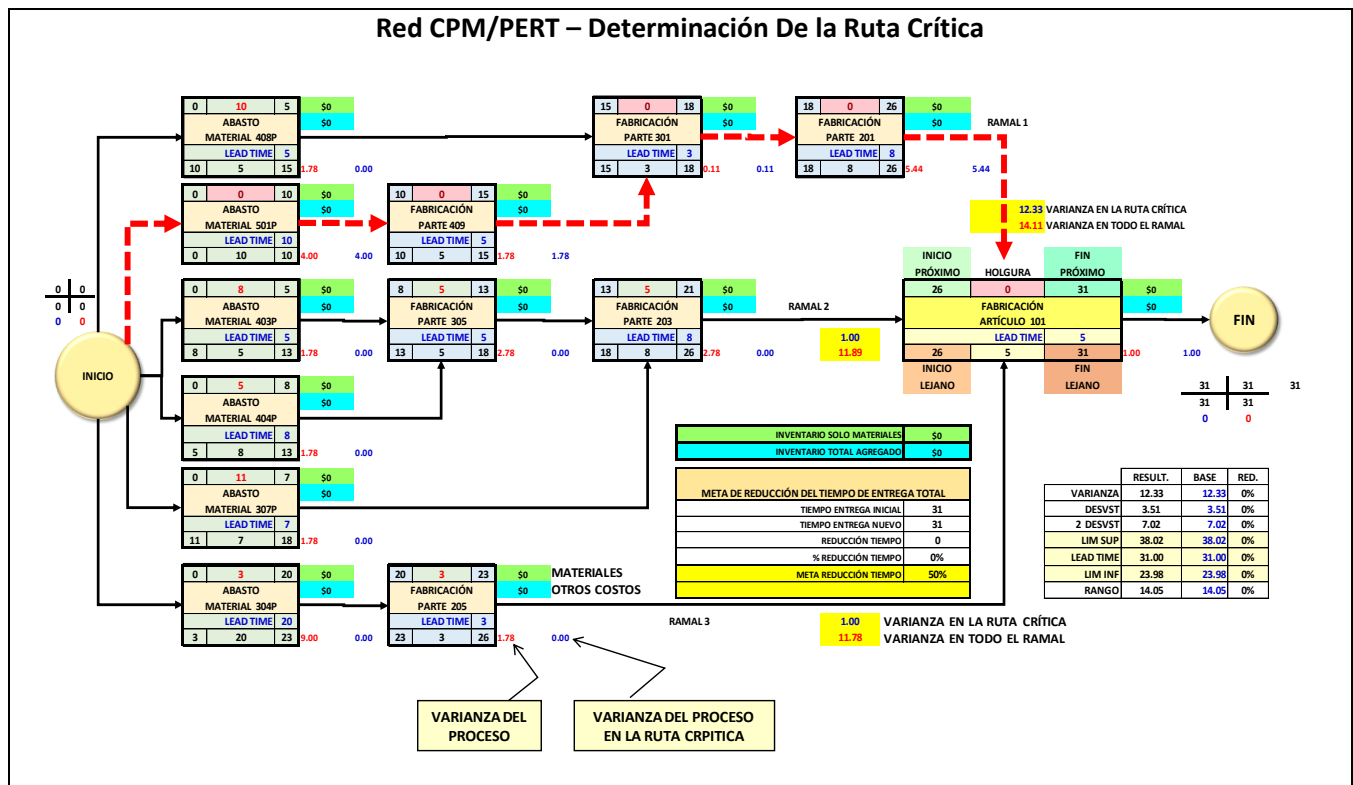 Red CPM/PERT – Determinación De la Ruta Crítica
0 10 5 $0
ABASTO $0
MATERIAL 408P
LEAD TIME 5
10 5 15 1.78 0.00
15 0 18 $0
FABRICACIÓN $0
PARTE 301
LEAD TIME 3
15 3 18 0.11 0.11
18 0 26 $0
FABRICACIÓN $0
PARTE 201
LEAD TIME 8
18 8 26 5.44 5.44
RAMAL 1
0 0 10 $0
ABASTO $0
MATERIAL 501P
LEAD TIME 10
0 10 10 4.00 4.00
10 0 15 $0
FABRICACIÓN $0
PARTE 409
LEAD TIME 5
10 5 15 1.78 1.78
12.33 VARIANZA EN LA RUTA CRÍTICA
14.11 VARIANZA EN TODO EL RAMAL
0 0
0 0
0 0
INICIO
0 8 5 $0
ABASTO $0
MATERIAL 403P
LEAD TIME 5
8 5 13 1.78 0.00
8 5 13 $0
FABRICACIÓN $0
PARTE 305
LEAD TIME 5
13 5 18 2.78 0.00
13 5 21 $0
FABRICACIÓN $0
PARTE 203
LEAD TIME 8
18 8 26 2.78 0.00
RAMAL 2
1.00
11.89
INICIO FIN
PRÓXIMO HOLGURA PRÓXIMO
26 0 31 $0
FABRICACIÓN $0
ARTÍCULO 101
LEAD TIME 5
26 5 31 1.00 1.00
INICIO FIN
LEJANO LEJANO
FIN
31 31 31
31 31
0 0
0 5 8 $0
ABASTO $0
MATERIAL 404P
LEAD TIME 8
5 8 13 1.78 0.00
0 11 7 $0
ABASTO $0
MATERIAL 307P
LEAD TIME 7
11 7 18 1.78 0.00
INVENTARIO SOLO MATERIALES $0
INVENTARIO TOTAL AGREGADO $0
META DE REDUCCIÓN DEL TIEMPO DE ENTREGA TOTAL
TIEMPO ENTREGA INICIAL 31
TIEMPO ENTREGA NUEVO 31
REDUCCIÓN TIEMPO 0
% REDUCCIÓN TIEMPO 0%
META REDUCCIÓN TIEMPO 50%
RESULT. BASE RED.
VARIANZA 12.33 12.33 0%
DESVST 3.51 3.51 0%
2 DESVST 7.02 7.02 0%
LIM SUP 38.02 38.02 0%
LEAD TIME 31.00 31.00 0%
LIM INF 23.98 23.98 0%
RANGO 14.05 14.05 0%
0 3 20 $0
ABASTO $0
MATERIAL 304P
LEAD TIME 20
3 20 23 9.00 0.00
20 3 23 $0 MATERIALES
FABRICACIÓN $0 OTROS COSTOS
PARTE 205
LEAD TIME 3
23 3 26 1.78 0.00
RAMAL 3
1.00 VARIANZA EN LA RUTA CRÍTICA
11.78 VARIANZA EN TODO EL RAMAL
VARIANZA DEL
PROCESO
VARIANZA DEL PROCESO
EN LA RUTA CRPITICA